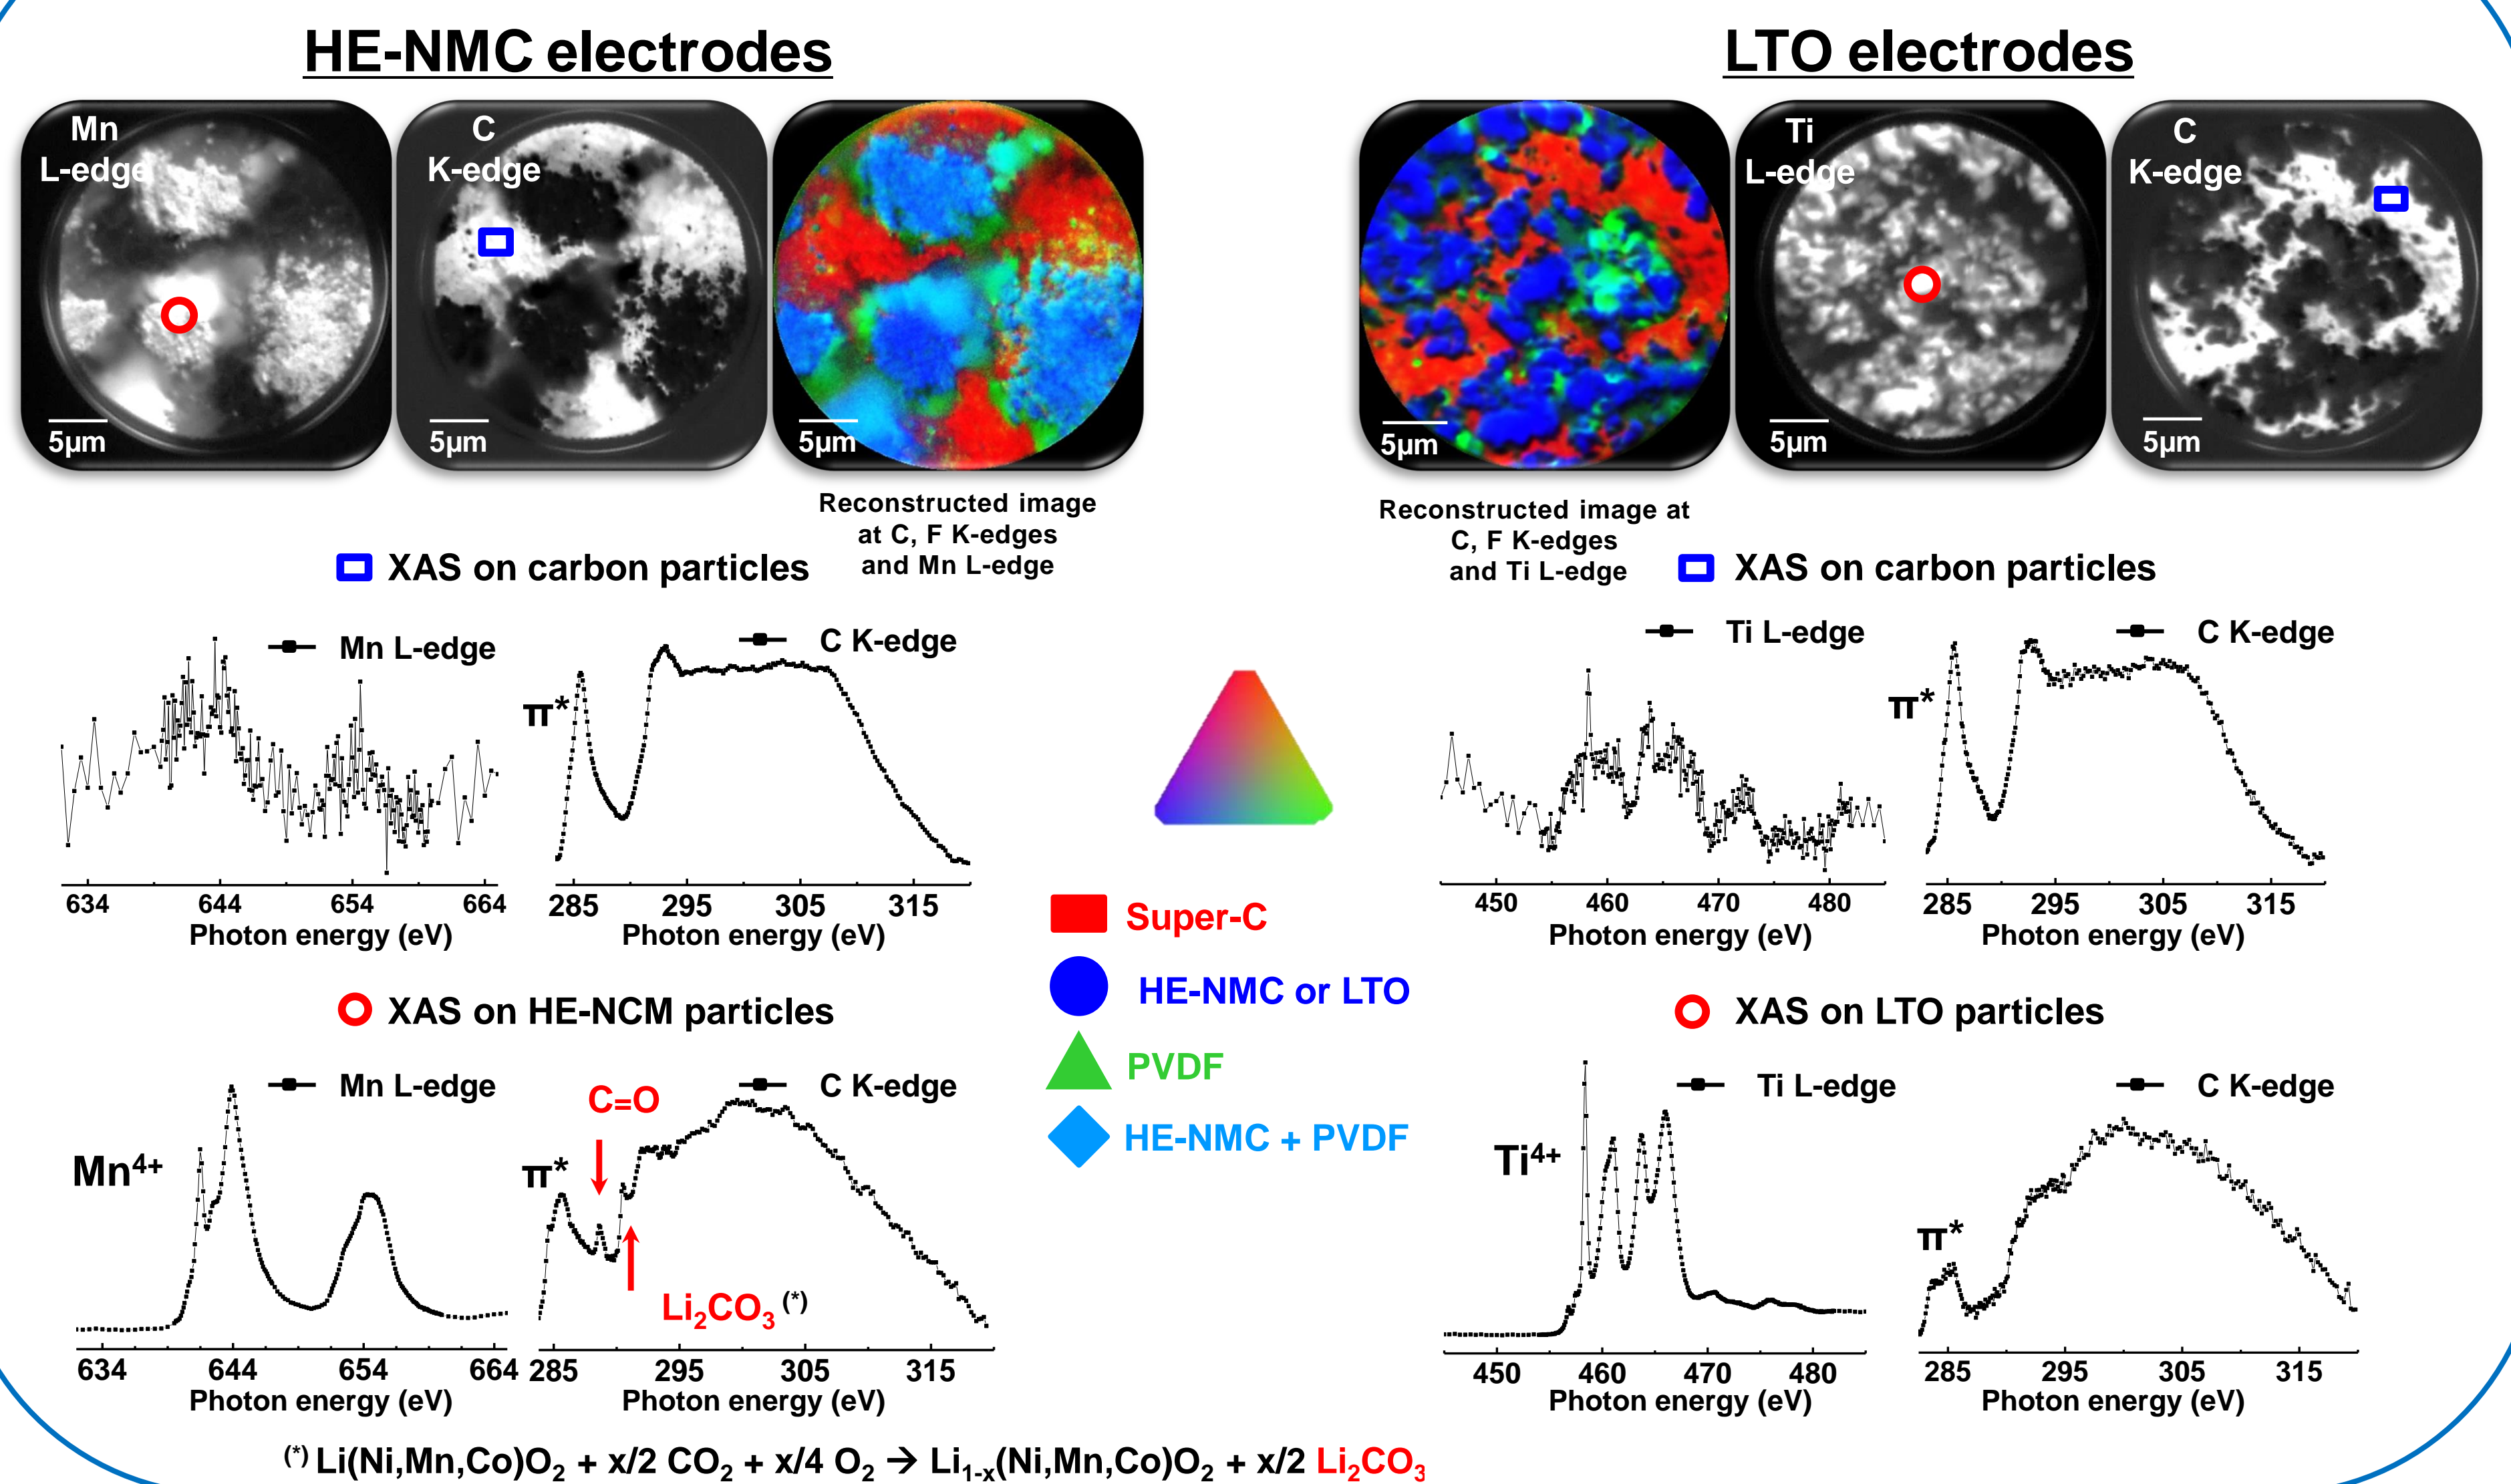 HE-NMC electrodes
LTO electrodes
Mn
L-edge
C
K-edge
Ti
L-edge
C
K-edge
5µm
5µm
5µm
5µm
5µm
5µm
Reconstructed image
at C, F K-edges
and Mn L-edge
Reconstructed image at
C, F K-edges
and Ti L-edge
XAS on carbon particles
XAS on carbon particles
Mn L-edge
634 644 654 664
Photon energy (eV)
C K-edge
π*
285 295 305 315
Photon energy (eV)
Ti L-edge
450 460 470 480
Photon energy (eV)
C K-edge
π*
285 295 305 315
Photon energy (eV)
Super-C
HE-NMC or LTO
PVDF
HE-NMC + PVDF
XAS on HE-NCM particles
XAS on LTO particles
Mn L-edge
Mn⁴⁺
634 644 654 664
Photon energy (eV)
C K-edge
C=O
π*
Li₂CO₃ (*)
285 295 305 315
Photon energy (eV)
Ti L-edge
Ti⁴⁺
450 460 470 480
Photon energy (eV)
C K-edge
π*
285 295 305 315
Photon energy (eV)
(*) Li(Ni,Mn,Co)O₂ + x/2 CO₂ + x/4 O₂ → Li₁₋ₓ(Ni,Mn,Co)O₂ + x/2 Li₂CO₃